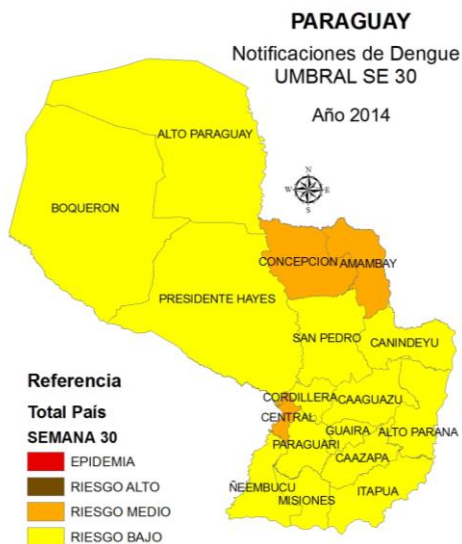 PARAGUAY
Notificaciones de Dengue
UMBRAL SE 30
Año 2014
ALTO PARAGUAY
N
W E
S
BOQUERON
CONCEPCION
AMAMBAY
PRESIDENTE HAYES
SAN PEDRO
CANINDEYU
CORDILLERA
CAAGUAZU
CENTRAL
GUAIRA
ALTO PARANA
PARAGUARI
CAAZAPA
ÑEEMBUCU
MISIONES
ITAPUA
Referencia
Total País
SEMANA 30
EPIDEMIA
RIESGO ALTO
RIESGO MEDIO
RIESGO BAJO